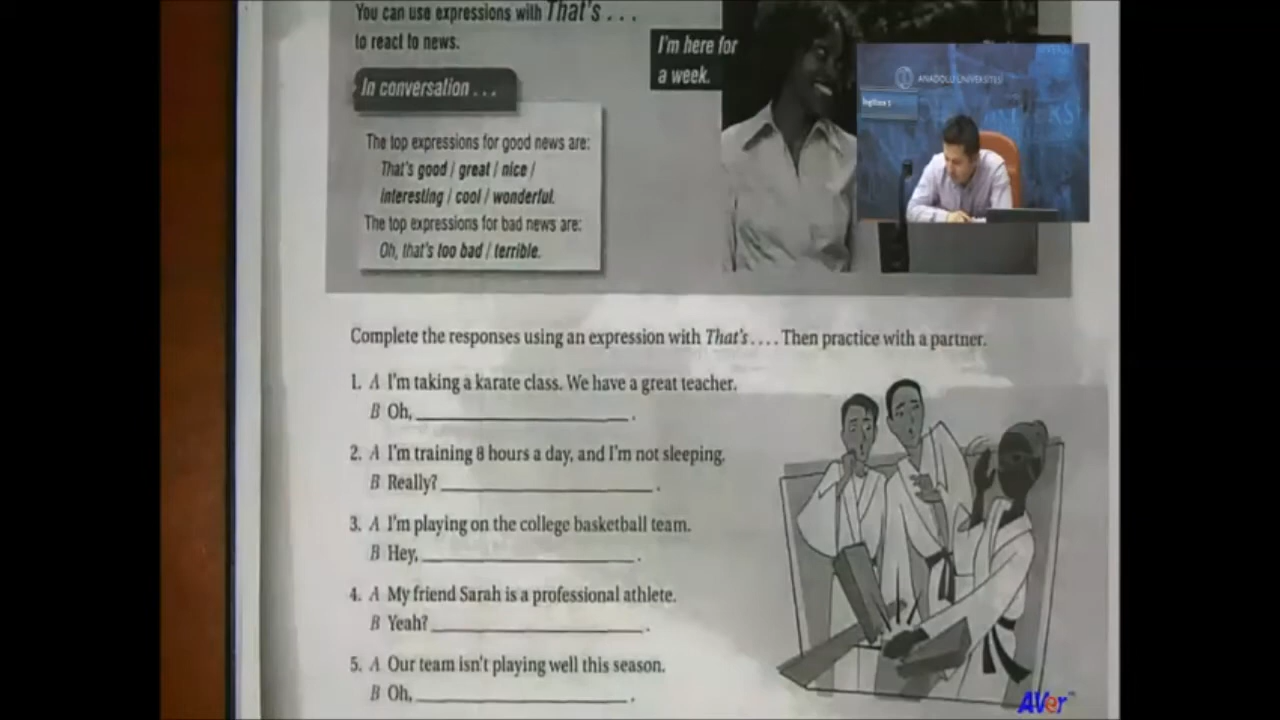 You can use expressions with That's . . .
to react to news.
In conversation . . .
The top expressions for good news are:
That's good / great / nice /
interesting / cool / wonderful.
The top expressions for bad news are:
Oh, that's too bad / terrible.
I'm here for
a week.
ANADOLU ÜNİVERSİTESİ
İngilizce 1
Complete the responses using an expression with That's . . . . Then practice with a partner.
1. A I'm taking a karate class. We have a great teacher.
B Oh, ______________________ .
2. A I'm training 8 hours a day, and I'm not sleeping.
B Really? ______________________ .
3. A I'm playing on the college basketball team.
B Hey, ______________________ .
4. A My friend Sarah is a professional athlete.
B Yeah? ______________________ .
5. A Our team isn't playing well this season.
B Oh, ______________________ .
AVer